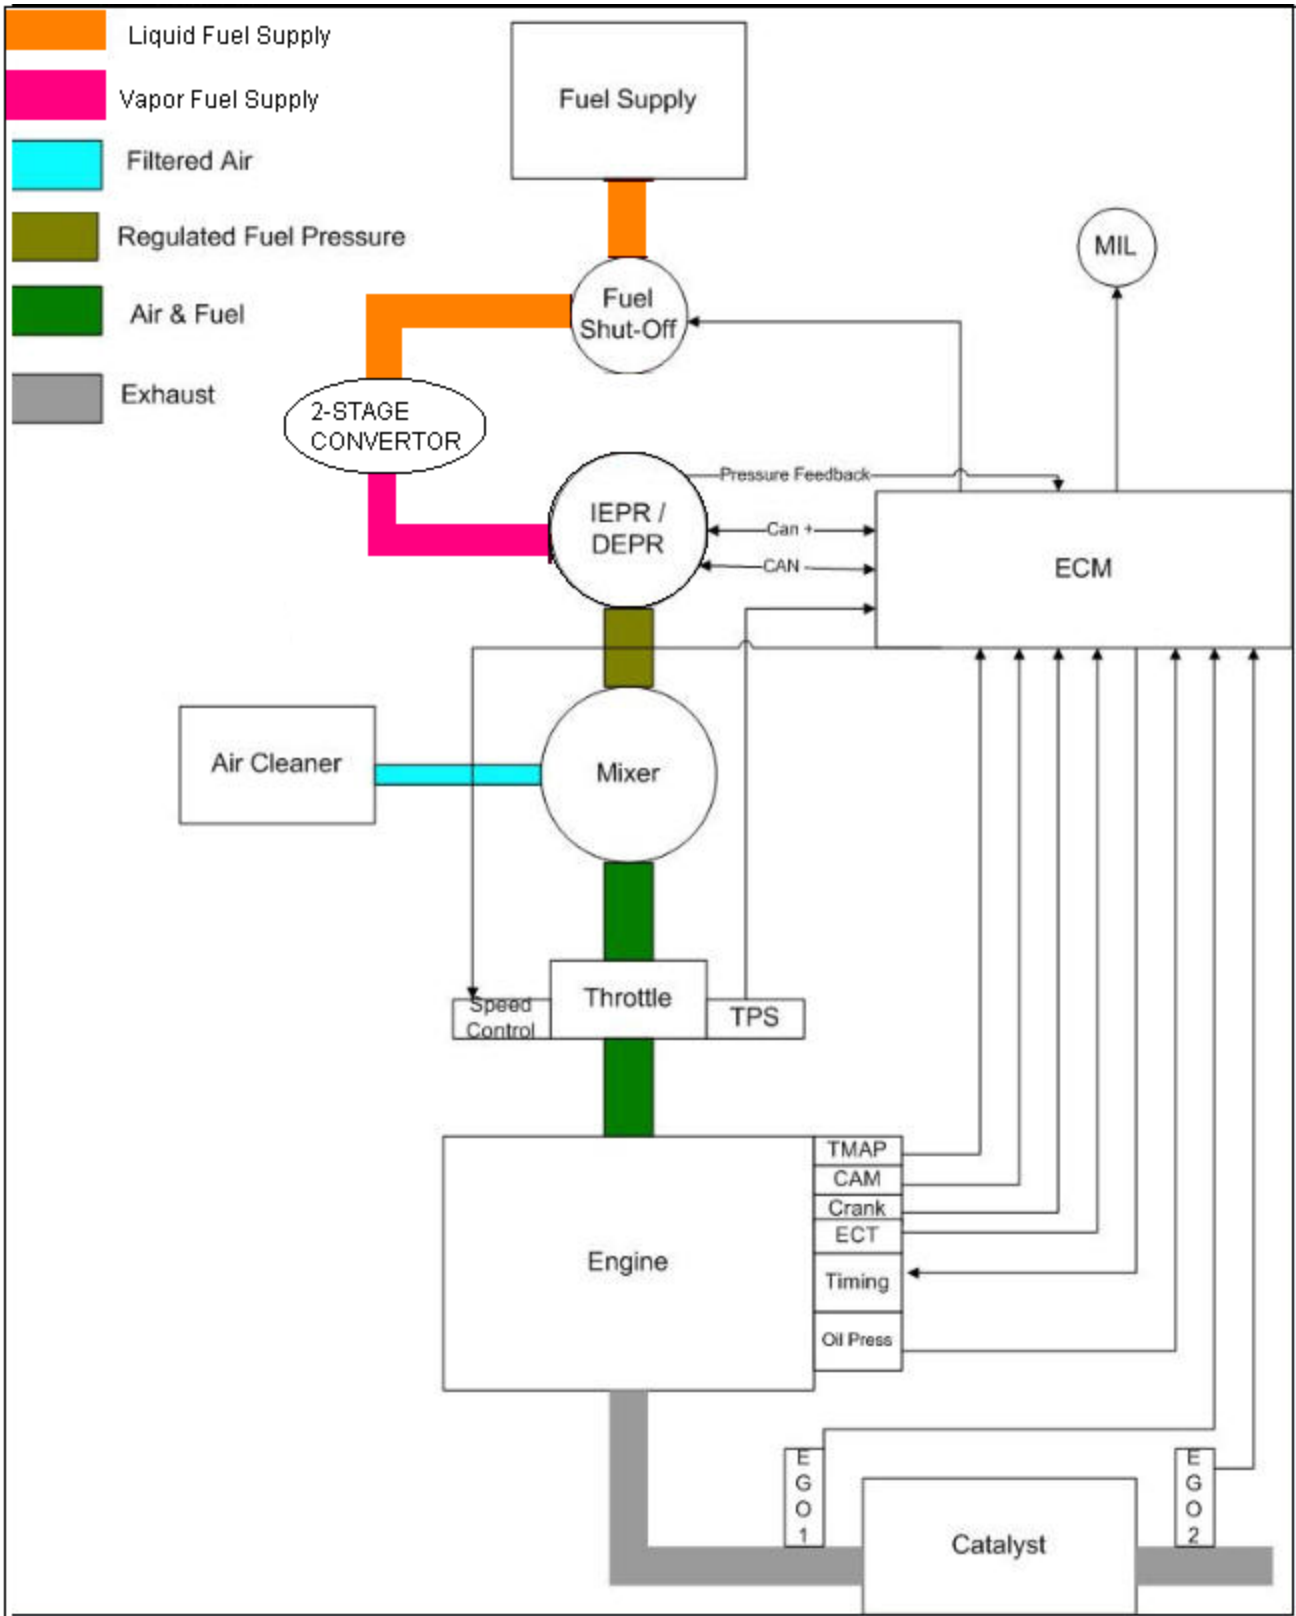 Liquid Fuel Supply
Vapor Fuel Supply
Filtered Air
Regulated Fuel Pressure
Air & Fuel
Exhaust
Fuel Supply
MIL
Fuel
Shut-Off
2-STAGE
CONVERTOR
Pressure Feedback
IEPR /
DEPR
Can +
CAN
ECM
Air Cleaner
Mixer
Throttle
Speed
Control
TPS
TMAP
CAM
Crank
ECT
Engine
Timing
Oil Press
E
G
O
1
E
G
O
2
Catalyst